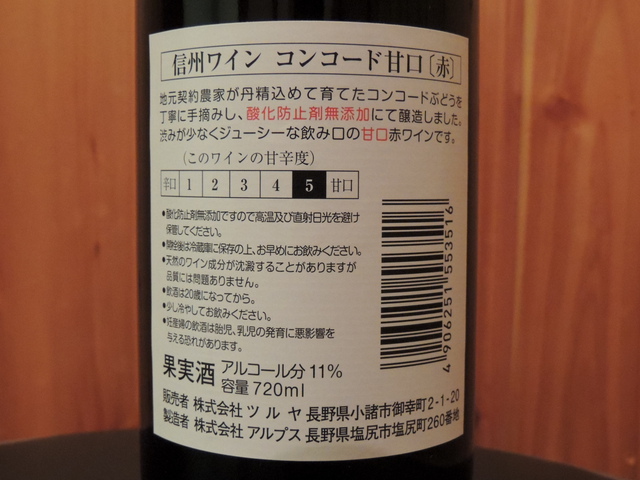 信州ワイン コンコード甘口〔赤〕
地元契約農家が丹精込めて育てたコンコードぶどうを
丁寧に手摘みし、酸化防止剤無添加にて醸造しました。
渋みが少なくジューシーな飲み口の甘口赤ワインです。
(このワインの甘辛度)
辛口 1 2 3 4 5 甘口
●酸化防止剤無添加ですので高温及び直射日光を避け
保管してください。
●開栓後は冷蔵庫に保存の上、お早めにお飲みください。
●天然のワイン成分が沈澱することがありますが
品質には問題ありません。
●飲酒は20歳になってから。
●少し冷やしてお飲みください。
●妊産婦の飲酒は胎児、乳児の発育に悪影響を
与える恐れがあります。
4906251553516
果実酒 アルコール分 11%
容量 720ml
販売者 株式会社 ツルヤ 長野県小諸市御幸町2-1-20
製造者 株式会社 アルプス 長野県塩尻市塩尻町260番地